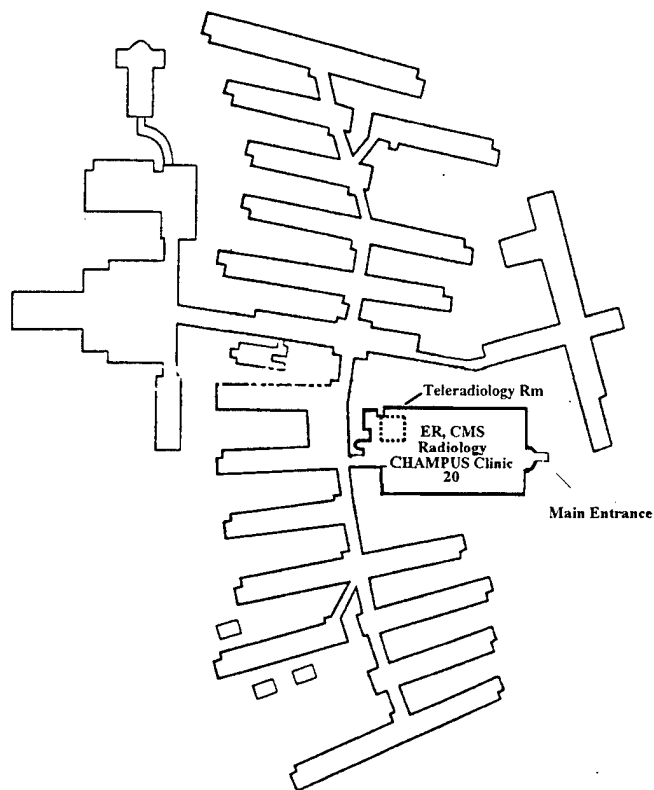 Teleradiology Rm
ER, CMS
Radiology
CHAMPUS Clinic
20
Main Entrance